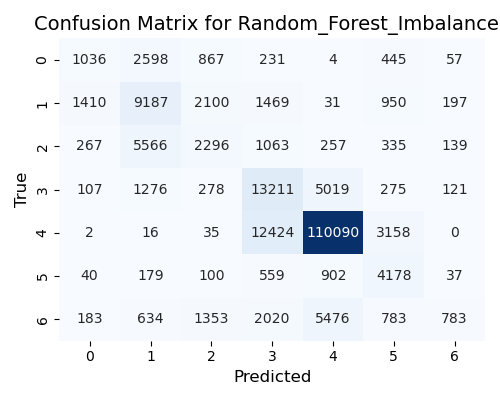 Confusion Matrix for Random_Forest_Imbalance
0 1036 2598 867 231 4 445 57
1 1410 9187 2100 1469 31 950 197
2 267 5566 2296 1063 257 335 139
3 107 1276 278 13211 5019 275 121
4 2 16 35 12424 110090 3158 0
5 40 179 100 559 902 4178 37
6 183 634 1353 2020 5476 783 783
True
0 1 2 3 4 5 6
Predicted